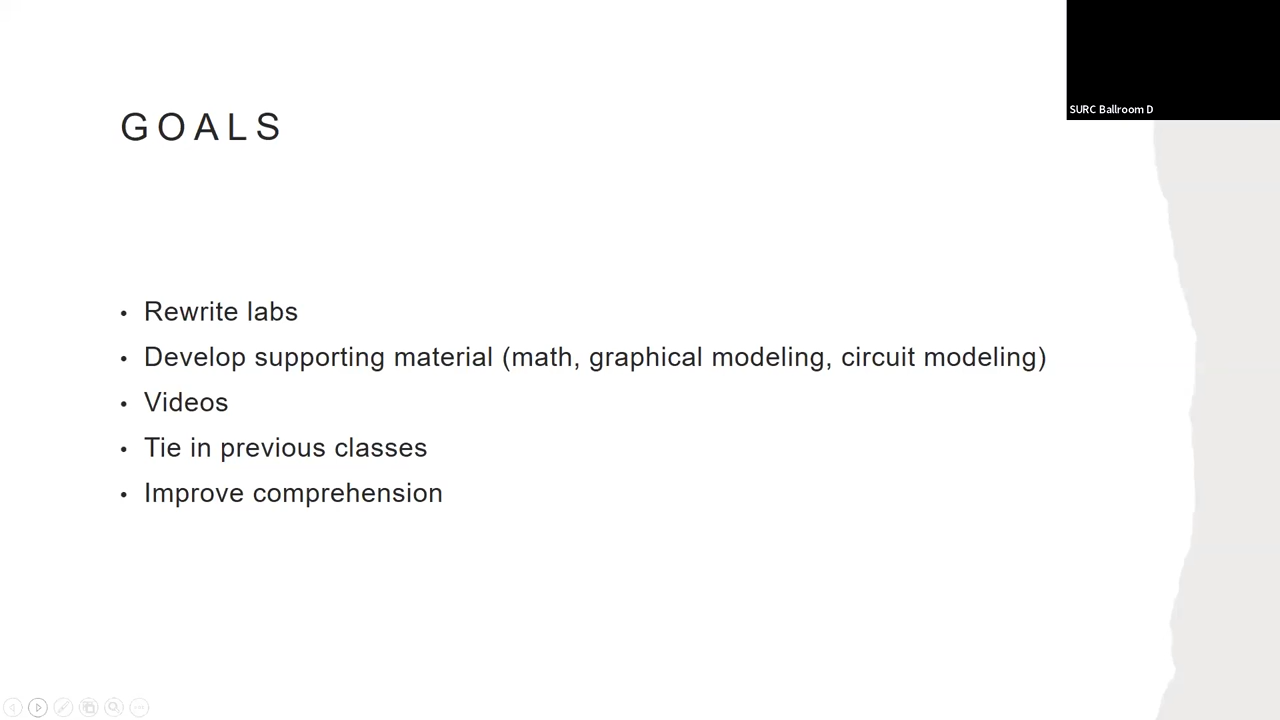 SURC Ballroom D
GOALS
• Rewrite labs
• Develop supporting material (math, graphical modeling, circuit modeling)
• Videos
• Tie in previous classes
• Improve comprehension